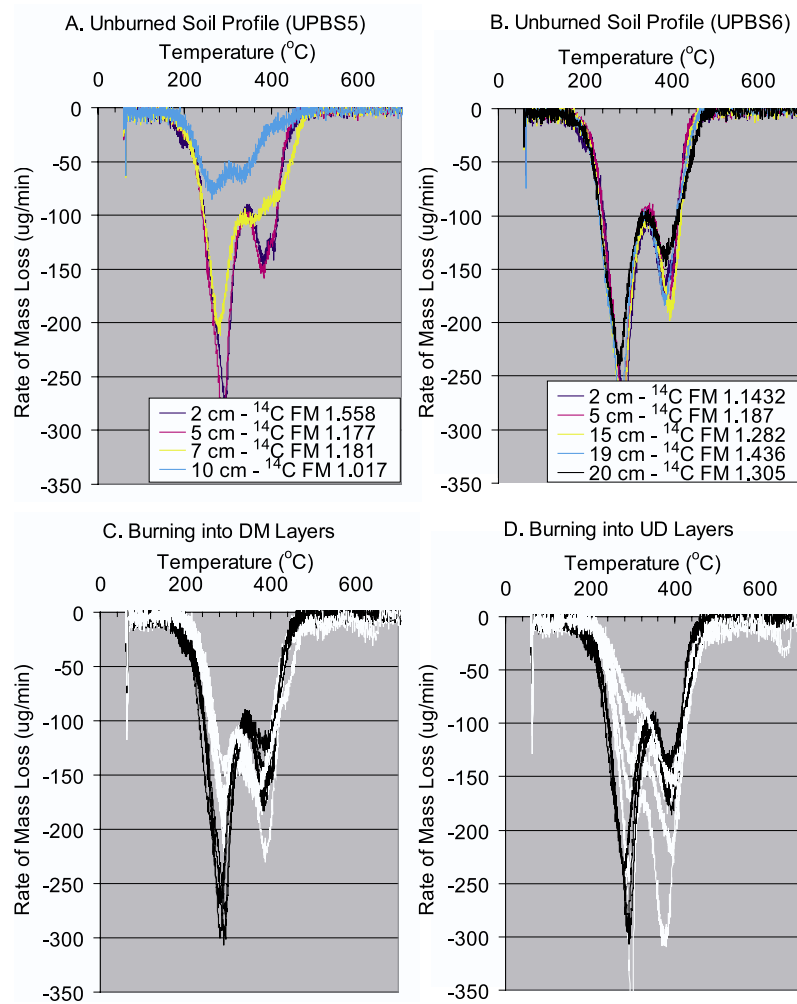 A. Unburned Soil Profile (UPBS5)
Temperature (°C)
0 200 400 600
0
-50
-100
-150
-200
-250
-300
-350
Rate of Mass Loss (ug/min)
2 cm - ¹⁴C FM 1.558
5 cm - ¹⁴C FM 1.177
7 cm - ¹⁴C FM 1.181
10 cm - ¹⁴C FM 1.017
B. Unburned Soil Profile (UPBS6)
Temperature (°C)
0 200 400 600
0
-50
-100
-150
-200
-250
-300
-350
Rate of Mass Loss (ug/min)
2 cm - ¹⁴C FM 1.1432
5 cm - ¹⁴C FM 1.187
15 cm - ¹⁴C FM 1.282
19 cm - ¹⁴C FM 1.436
20 cm - ¹⁴C FM 1.305
C. Burning into DM Layers
Temperature (°C)
0 200 400 600
0
-50
-100
-150
-200
-250
-300
-350
Rate of Mass Loss (ug/min)
D. Burning into UD Layers
Temperature (°C)
0 200 400 600
0
-50
-100
-150
-200
-250
-300
-350
Rate of Mass Loss (ug/min)